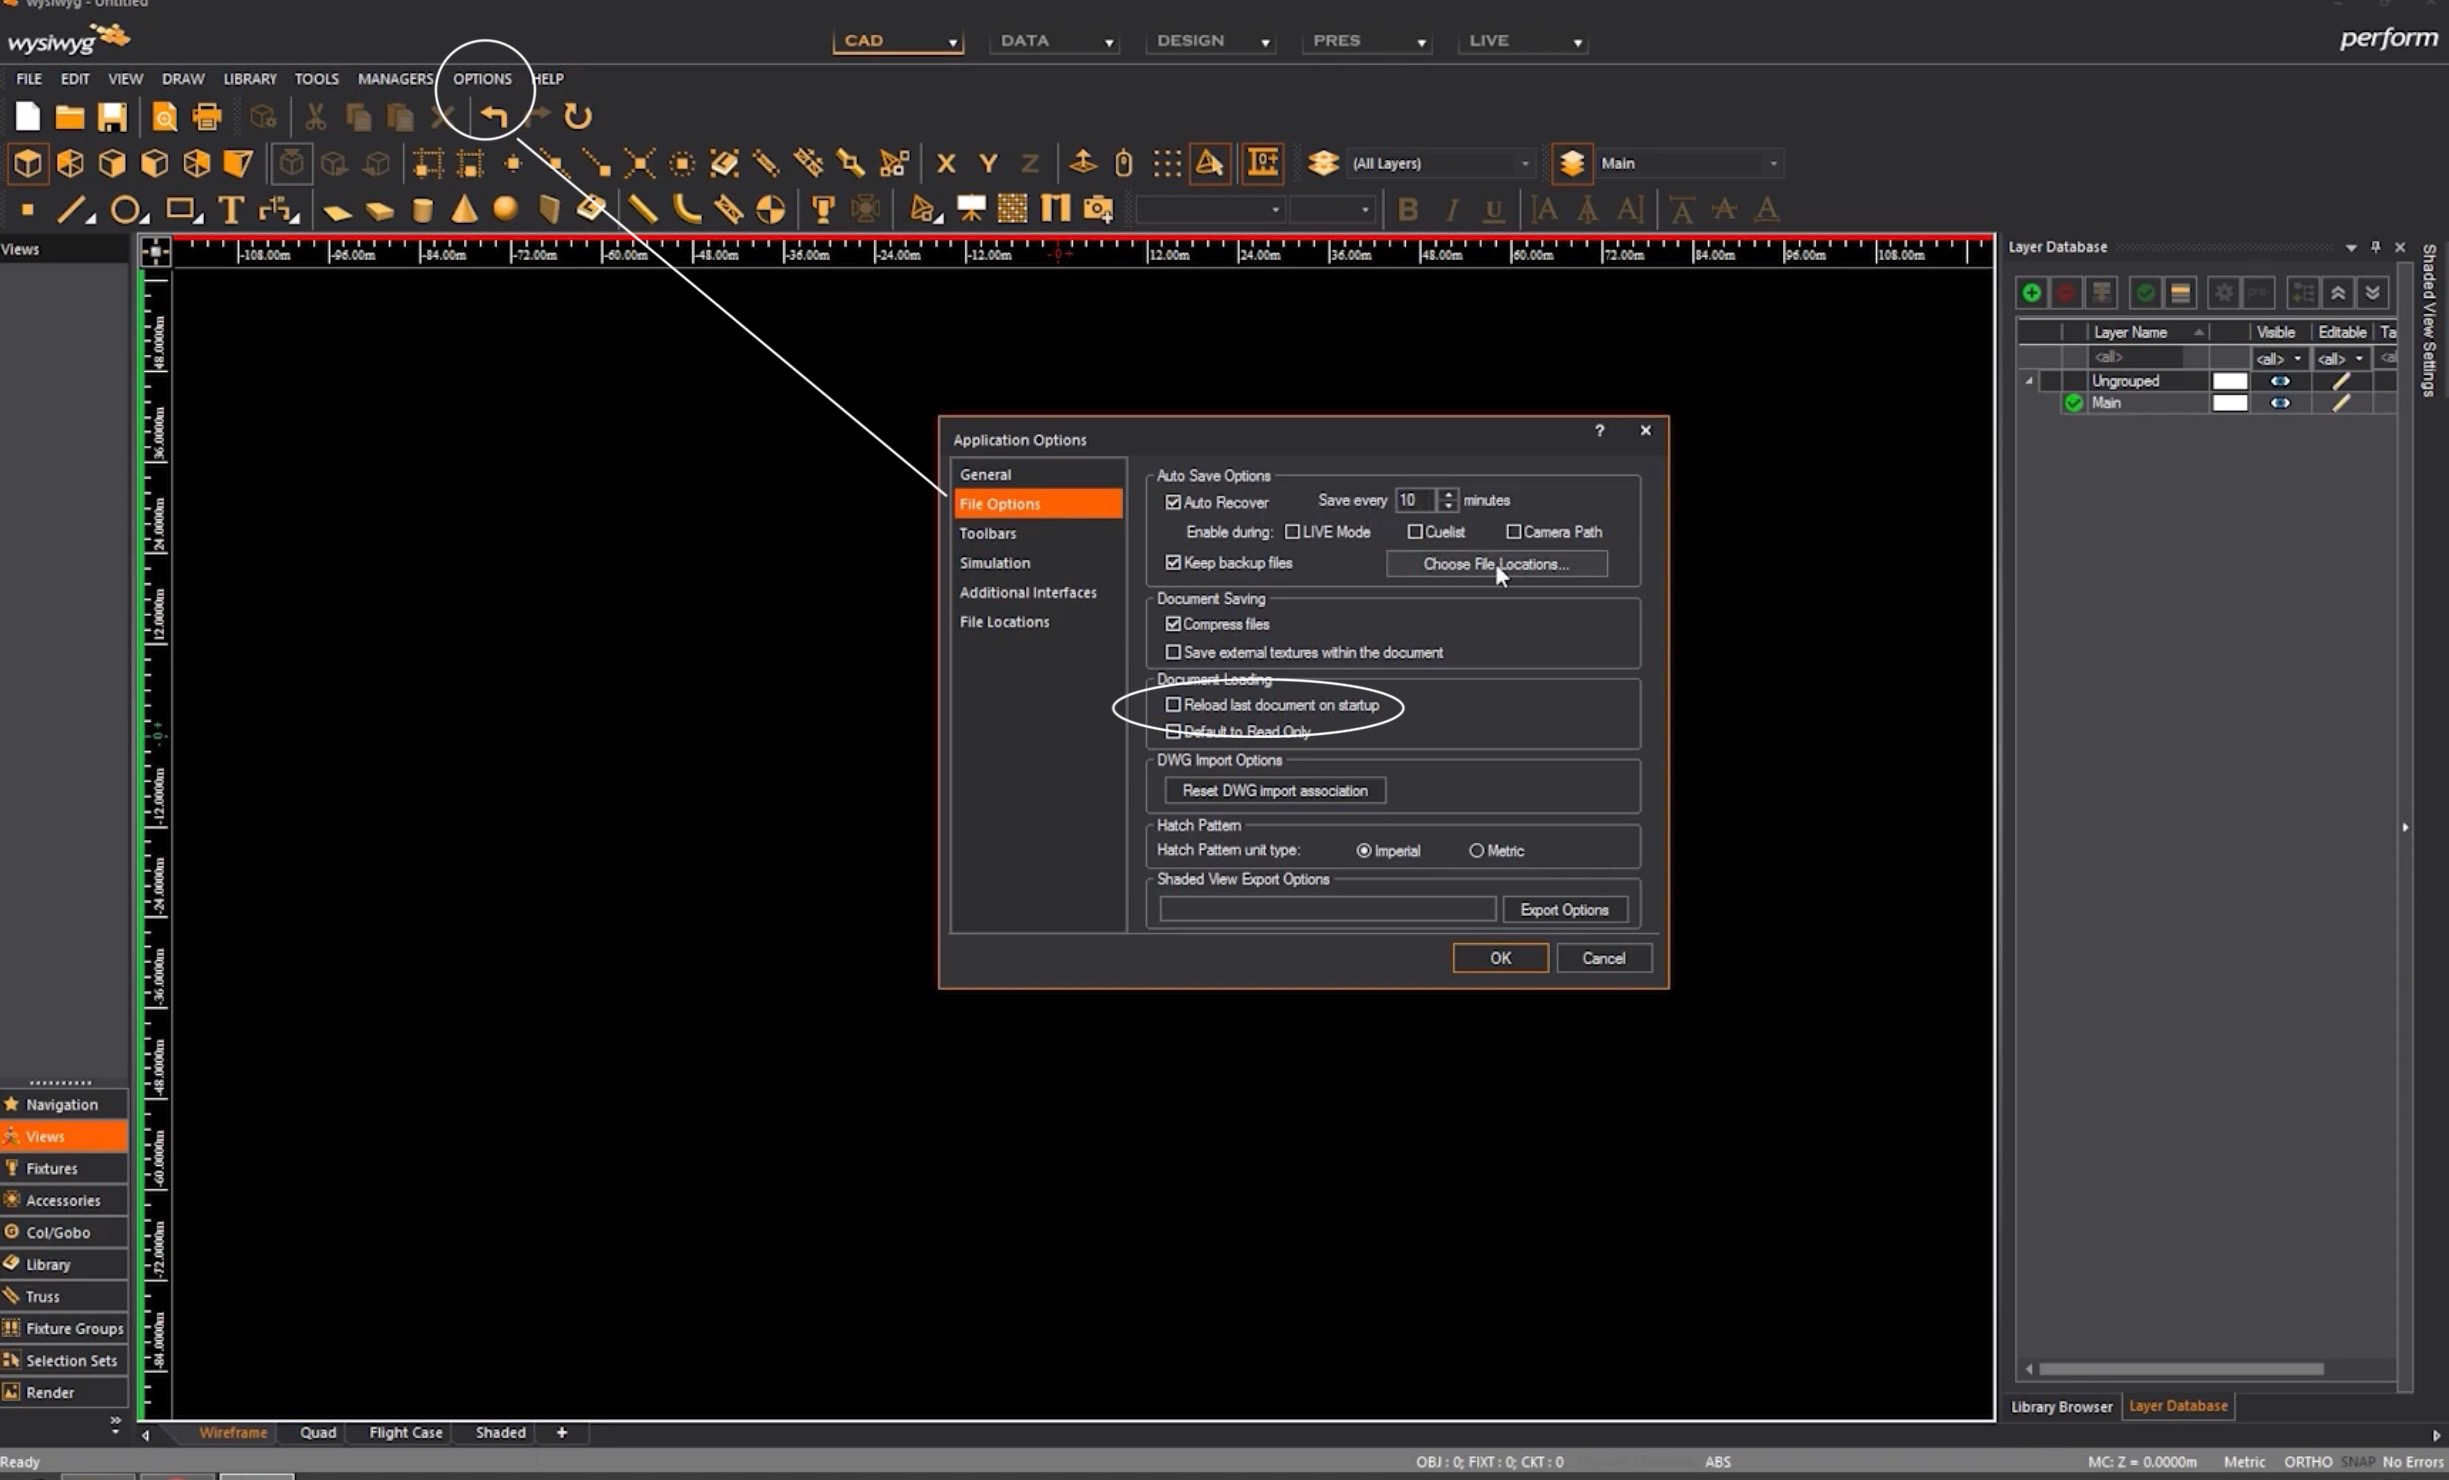 wysiwyg - Untitled
wysiwyg
CAD DATA DESIGN PRES LIVE
perform
FILE EDIT VIEW DRAW LIBRARY TOOLS MANAGERS OPTIONS HELP
X Y Z (All Layers) Main
T B I U A A A A A A
Views
-108.00m -96.00m -84.00m -72.00m -60.00m -48.00m -36.00m -24.00m -12.00m -0+ 12.00m 24.00m 36.00m 48.00m 60.00m 72.00m 84.00m 96.00m 108.00m
48.0000m
36.0000m
24.0000m
12.0000m
-0+
-12.0000m
-24.0000m
-36.0000m
-48.0000m
-60.0000m
-72.0000m
-84.0000m
Application Options
General
File Options
Toolbars
Simulation
Additional Interfaces
File Locations
Auto Save Options
Auto Recover Save every 10 minutes
Enable during: LIVE Mode Cuelist Camera Path
Keep backup files Choose File Locations...
Document Saving
Compress files
Save external textures within the document
Document Loading
Reload last document on startup
Default to Read Only
DWG Import Options
Reset DWG import association
Hatch Pattern
Hatch Pattern unit type: Imperial Metric
Shaded View Export Options
Export Options
OK Cancel
Layer Database
Layer Name Visible Editable Ta
<all> <all> <all> <all
Ungrouped
Main
Shaded View Settings
Library Browser Layer Database
Navigation
Views
Fixtures
Accessories
Col/Gobo
Library
Truss
Fixture Groups
Selection Sets
Render
Wireframe Quad Flight Case Shaded +
Ready OBJ : 0; FIXT : 0; CKT : 0 ABS MC: Z = 0.0000m Metric ORTHO SNAP No Errors